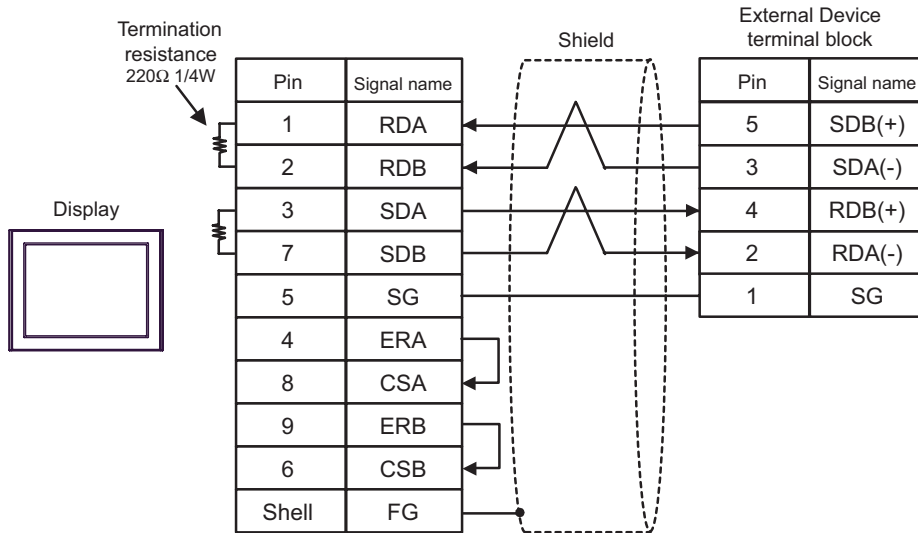 Termination
resistance
220Ω 1/4W
Shield
External Device
terminal block
Display
Pin Signal name
1 RDA
2 RDB
3 SDA
7 SDB
5 SG
4 ERA
8 CSA
9 ERB
6 CSB
Shell FG
Pin Signal name
5 SDB(+)
3 SDA(-)
4 RDB(+)
2 RDA(-)
1 SG